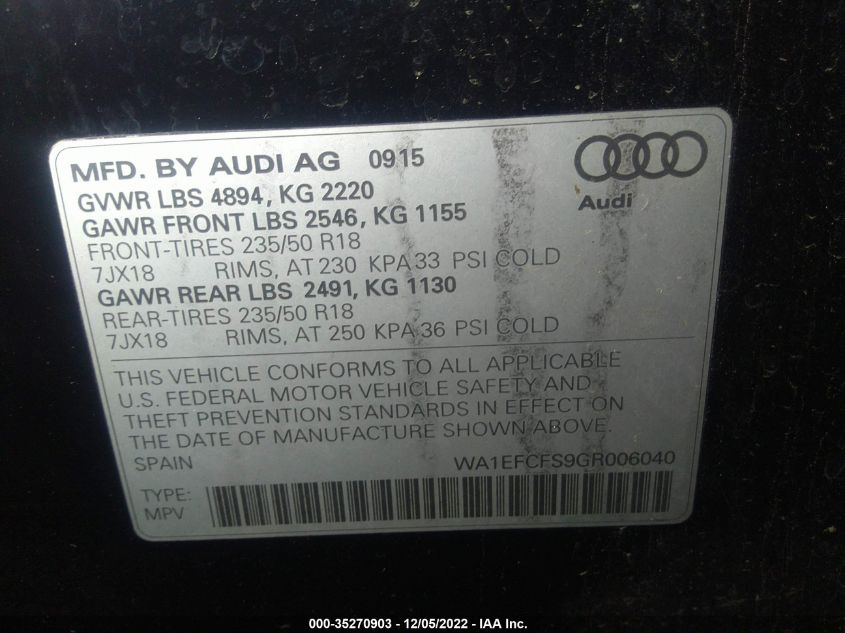 MFD. BY AUDI AG 0915
Audi
GVWR LBS 4894, KG 2220
GAWR FRONT LBS 2546, KG 1155
FRONT-TIRES 235/50 R18
7JX18 RIMS, AT 230 KPA 33 PSI COLD
GAWR REAR LBS 2491, KG 1130
REAR-TIRES 235/50 R18
7JX18 RIMS, AT 250 KPA 36 PSI COLD
THIS VEHICLE CONFORMS TO ALL APPLICABLE
U.S. FEDERAL MOTOR VEHICLE SAFETY AND
THEFT PREVENTION STANDARDS IN EFFECT ON
THE DATE OF MANUFACTURE SHOWN ABOVE.
SPAIN WA1EFCFS9GR006040
TYPE:
MPV
000-35270903 - 12/05/2022 - IAA Inc.